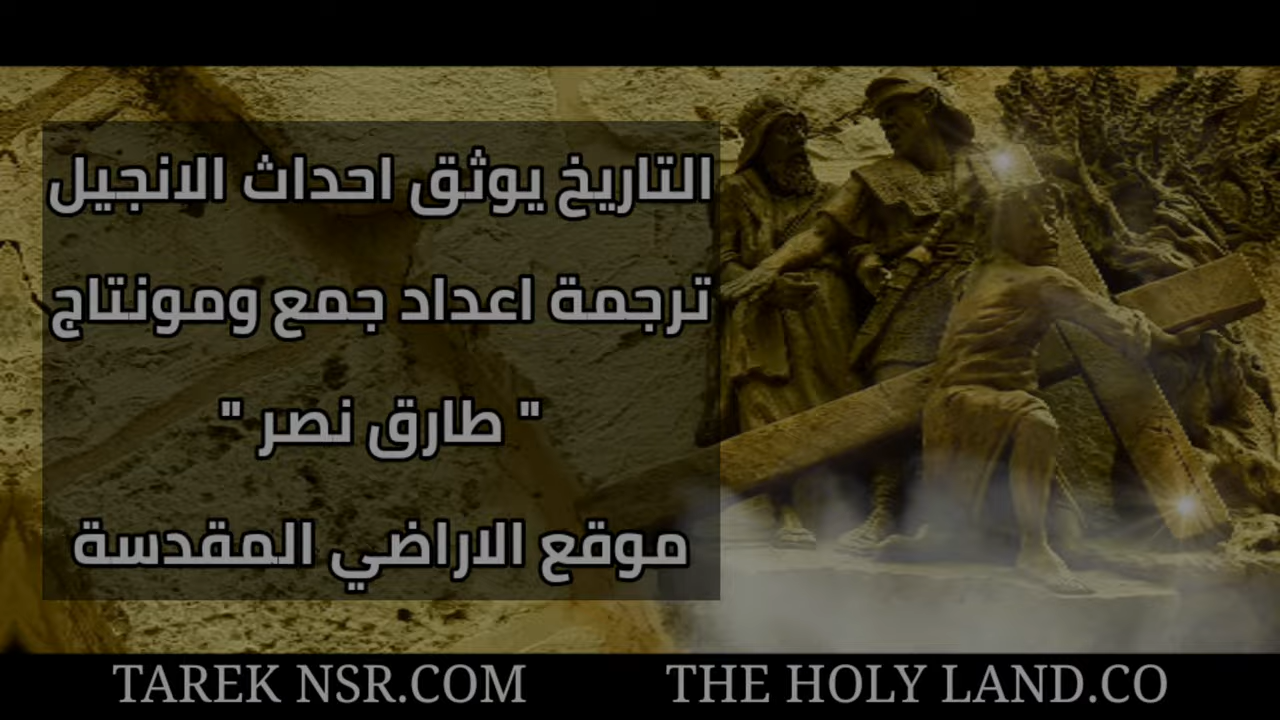 التاريخ يوثق احداث الانجيل
ترجمة اعداد جمع ومونتاج
" طارق نصر "
موقع الاراضي المقدسة
TAREK NSR.COM
THE HOLY LAND.CO